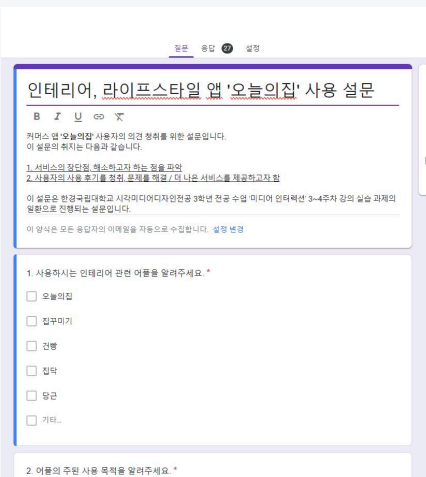 질문 응답 27 설정
인테리어, 라이프스타일 앱 '오늘의집' 사용 설문
B I U
커머스 앱 '오늘의집' 사용자의 의견 청취를 위한 설문입니다.
이 설문의 취지는 다음과 같습니다.
1. 서비스의 장단점, 해소하고자 하는 점을 파악
2. 사용자의 사용 후기를 청취, 문제를 해결 / 더 나은 서비스를 제공하고자 함
이 설문은 한경국립대학교 시각미디어디자인전공 3학년 전공 수업 '미디어 인터렉션' 3~4주차 강의 실습 과제의
일환으로 진행되는 설문입니다.
이 양식은 모든 응답자의 이메일을 자동으로 수집합니다. 설정 변경
1. 사용하시는 인테리어 관련 어플을 알려주세요. *
오늘의집
집꾸미기
건빵
집닥
당근
기타...
2. 어플의 주된 사용 목적을 알려주세요. *